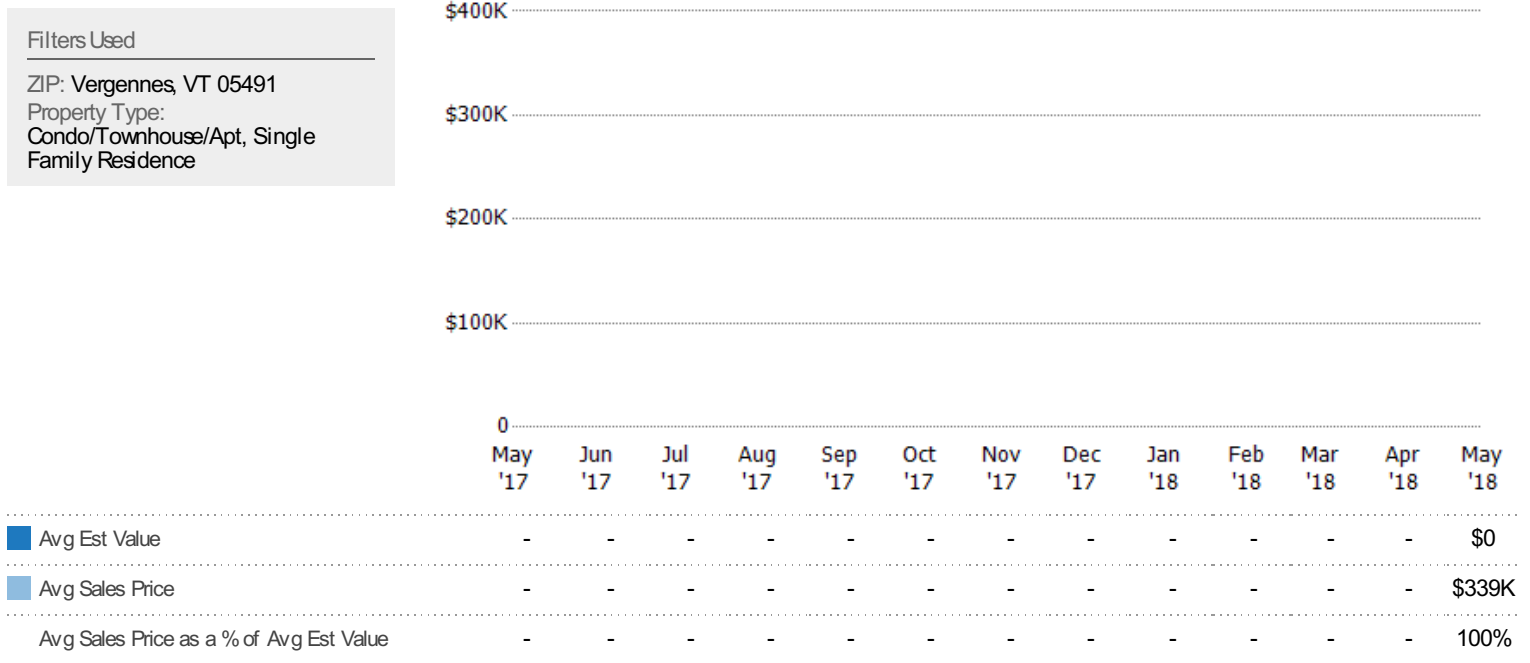 Filters Used
ZIP: Vergennes, VT 05491
Property Type:
Condo/Townhouse/Apt, Single
Family Residence
$400K
$300K
$200K
$100K
0
May Jun Jul Aug Sep Oct Nov Dec Jan Feb Mar Apr May
'17 '17 '17 '17 '17 '17 '17 '17 '18 '18 '18 '18 '18
Avg Est Value - - - - - - - - - - - - $0
Avg Sales Price - - - - - - - - - - - - $339K
Avg Sales Price as a % of Avg Est Value - - - - - - - - - - - - 100%